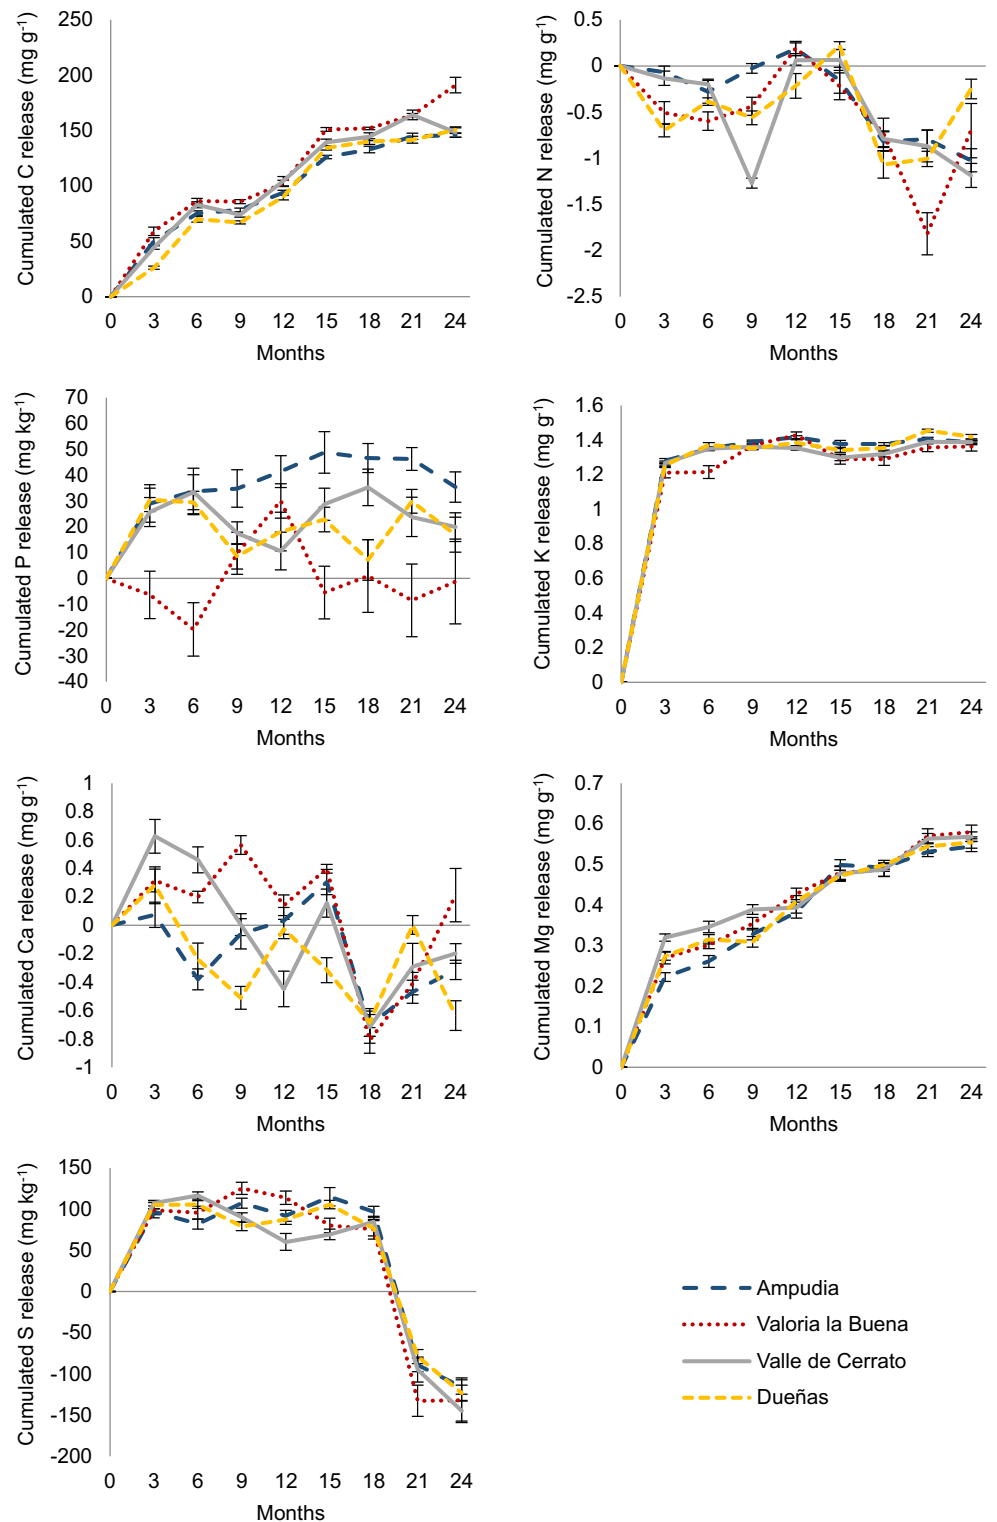 Cumulated C release (mg g-1)
250
200
150
100
50
0
0 3 6 9 12 15 18 21 24
Months
Cumulated N release (mg g-1)
0.5
0
-0.5
-1
-1.5
-2
-2.5
0 3 6 9 12 15 18 21 24
Months
Cumulated P release (mg kg-1)
70
60
50
40
30
20
10
0
-10
-20
-30
-40
0 3 6 9 12 15 18 21 24
Months
Cumulated K release (mg g-1)
1.6
1.4
1.2
1
0.8
0.6
0.4
0.2
0
0 3 6 9 12 15 18 21 24
Months
Cumulated Ca release (mg g-1)
1
0.8
0.6
0.4
0.2
0
-0.2
-0.4
-0.6
-0.8
-1
0 3 6 9 12 15 18 21 24
Months
Cumulated Mg release (mg g-1)
0.7
0.6
0.5
0.4
0.3
0.2
0.1
0
0 3 6 9 12 15 18 21 24
Months
Cumulated S release (mg kg-1)
150
100
50
0
-50
-100
-150
-200
0 3 6 9 12 15 18 21 24
Months
Ampudia
Valoria la Buena
Valle de Cerrato
Dueñas